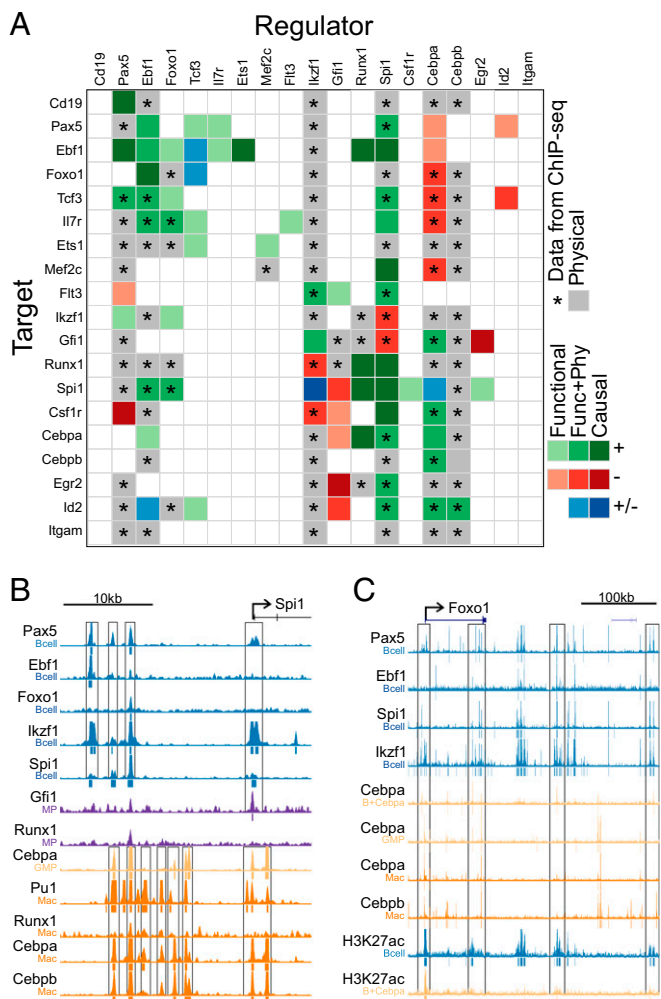 A
Regulator
Cd19
Pax5
Ebf1
Foxo1
Tcf3
Il7r
Ets1
Mef2c
Flt3
Ikzf1
Gfi1
Runx1
Spi1
Csf1r
Cebpa
Cebpb
Egr2
Id2
Itgam
Target
Cd19
Pax5
Ebf1
Foxo1
Tcf3
Il7r
Ets1
Mef2c
Flt3
Ikzf1
Gfi1
Runx1
Spi1
Csf1r
Cebpa
Cebpb
Egr2
Id2
Itgam
* Data from ChIP-seq
Physical
Functional
Func+Phy
Causal
+
-
+/-
B
10kb
Spi1
Pax5
Bcell
Ebf1
Bcell
Foxo1
Bcell
Ikzf1
Bcell
Spi1
Bcell
Gfi1
MP
Runx1
MP
Cebpa
GMP
Pu1
Mac
Runx1
Mac
Cebpa
Mac
Cebpb
Mac
C
100kb
Foxo1
Pax5
Bcell
Ebf1
Bcell
Spi1
Bcell
Ikzf1
Bcell
Cebpa
B+Cebpa
Cebpa
GMP
Cebpa
Mac
Cebpb
Mac
H3K27ac
Bcell
H3K27ac
B+Cebpa